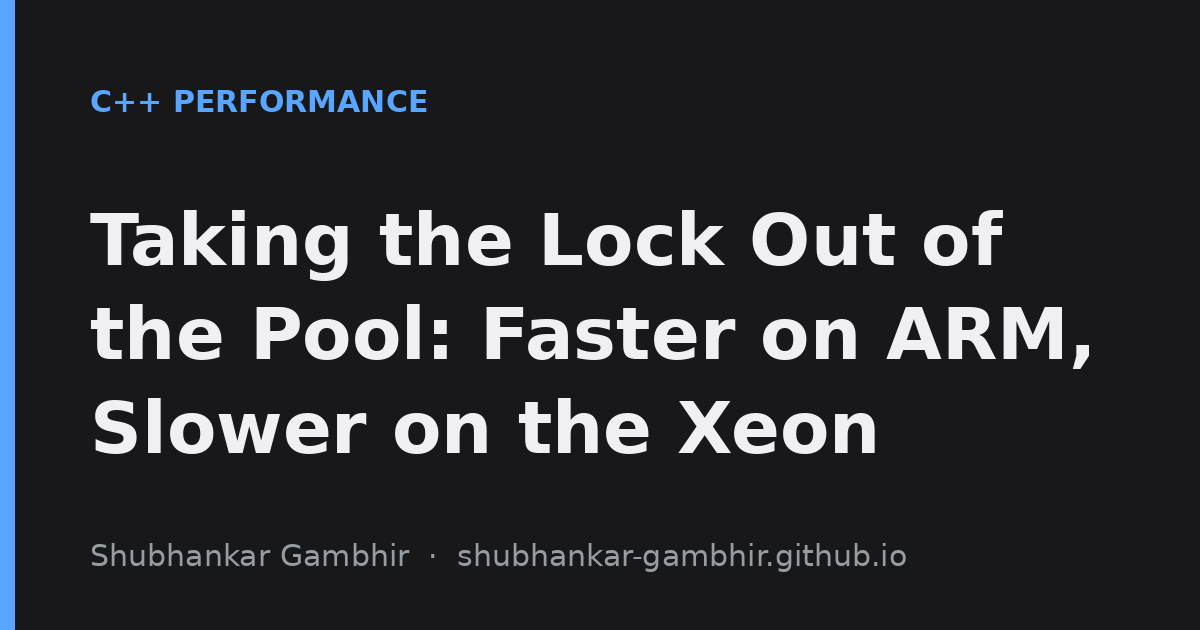 C++ PERFORMANCE
Taking the Lock Out of
the Pool: Faster on ARM,
Slower on the Xeon
Shubhankar Gambhir · shubhankar-gambhir.github.io